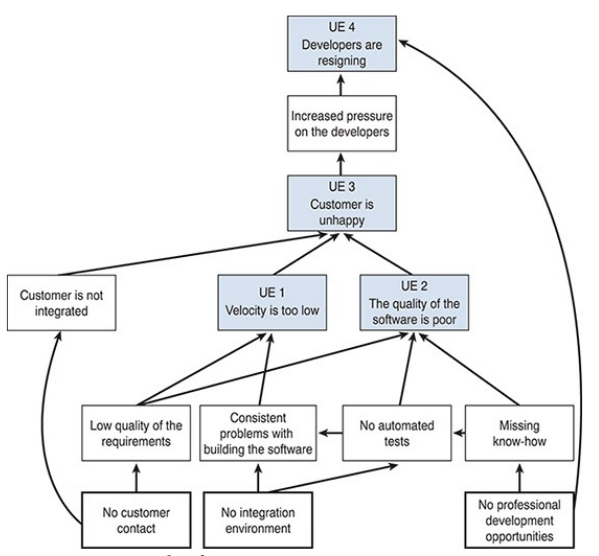 UE 4
Developers are
resigning
Increased pressure
on the developers
UE 3
Customer is
unhappy
Customer is not
integrated
UE 1
Velocity is too low
UE 2
The quality of the
software is poor
Low quality of the
requirements
Consistent
problems with
building the software
No automated
tests
Missing
know-how
No customer
contact
No integration
environment
No professional
development
opportunities